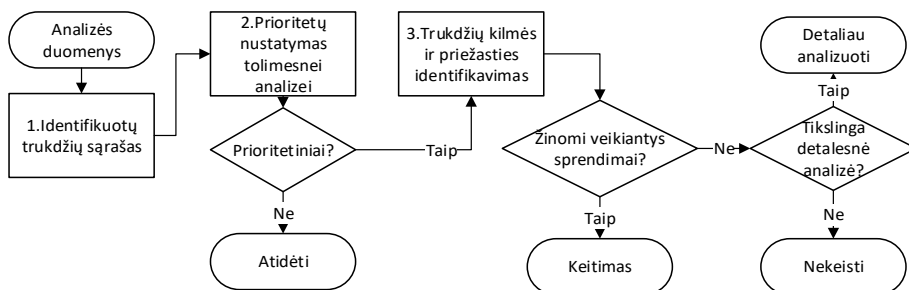 Analizės
duomenys
1.Identifikuotų
trukdžių sąrašas
2.Prioritetų
nustatymas
tolimesnei
analizei
Prioritetiniai?
Taip
Ne
Atidėti
3.Trukdžių kilmės
ir priežasties
identifikavimas
Žinomi veikiantys
sprendimai?
Ne
Taip
Keitimas
Detaliau
analizuoti
Taip
Tikslinga
detalesnė
analizė?
Ne
Nekeisti